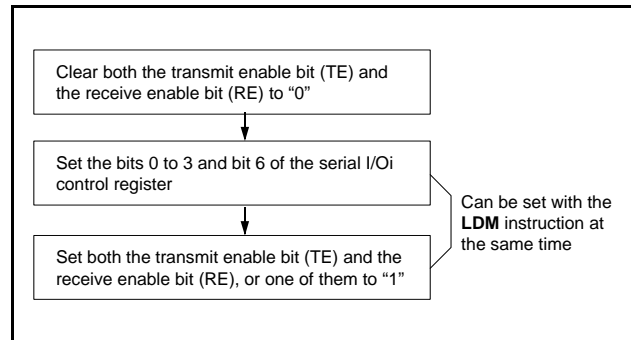 Clear both the transmit enable bit (TE) and
the receive enable bit (RE) to “0”
Set the bits 0 to 3 and bit 6 of the serial I/Oi
control register
Can be set with the
LDM instruction at
the same time
Set both the transmit enable bit (TE) and the
receive enable bit (RE), or one of them to “1”